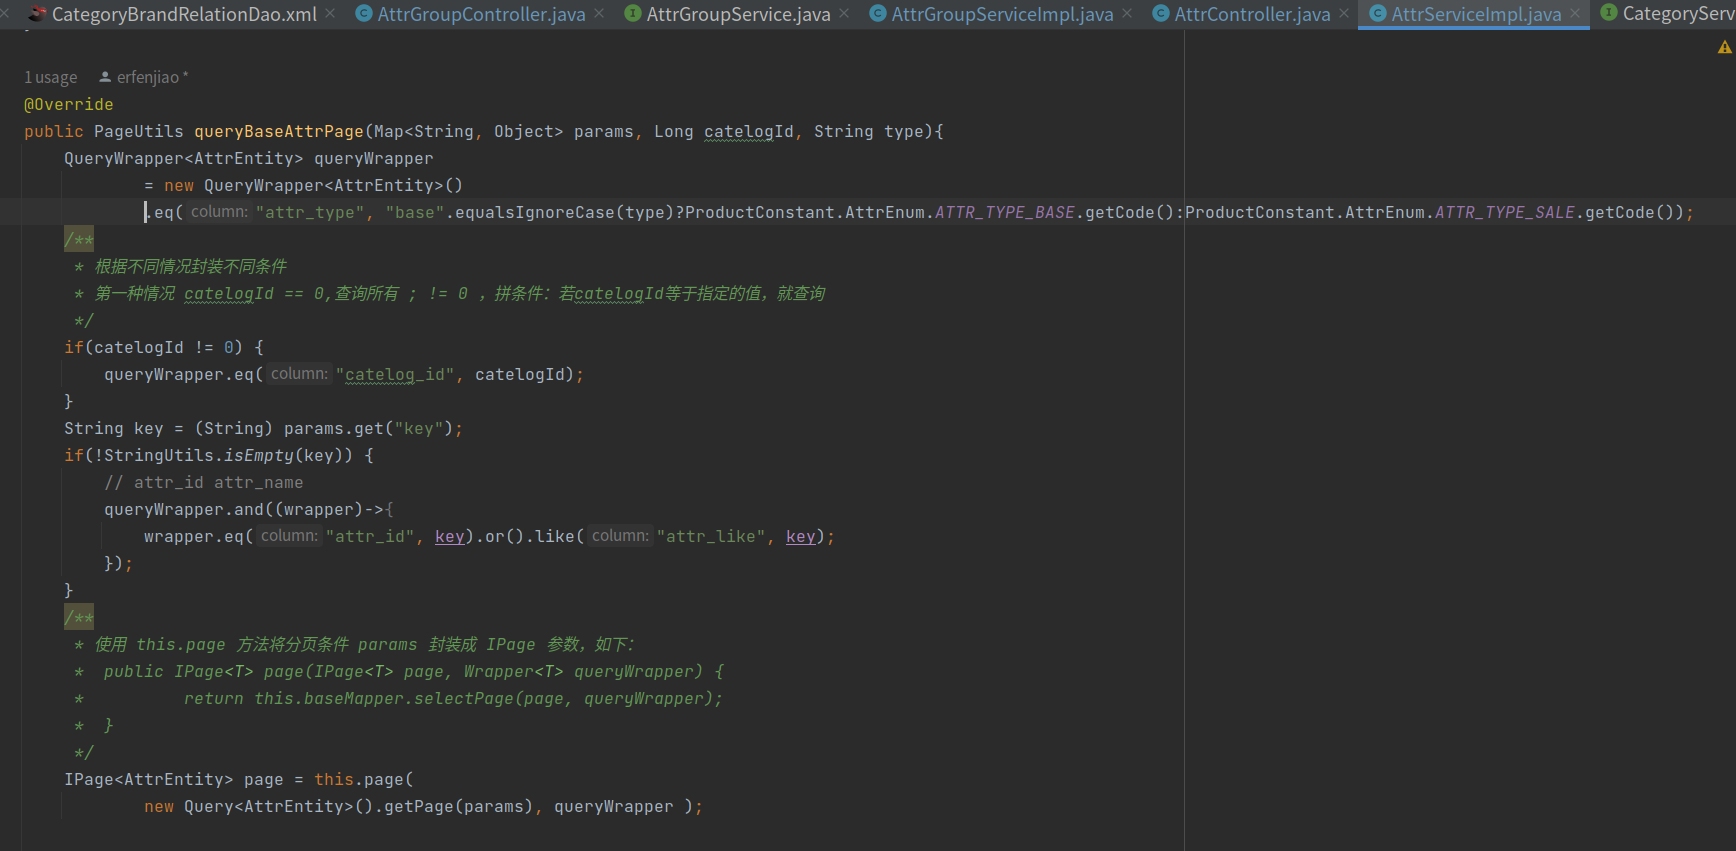 CategoryBrandRelationDao.xml AttrGroupController.java AttrGroupService.java AttrGroupServiceImpl.java AttrController.java AttrServiceImpl.java CategoryServ
1 usage erfenjiao *
@Override
public PageUtils queryBaseAttrPage(Map<String, Object> params, Long catelogId, String type){
QueryWrapper<AttrEntity> queryWrapper
= new QueryWrapper<AttrEntity>()
.eq( column: "attr_type", "base".equalsIgnoreCase(type)?ProductConstant.AttrEnum.ATTR_TYPE_BASE.getCode():ProductConstant.AttrEnum.ATTR_TYPE_SALE.getCode());
/**
* 根据不同情况封装不同条件
* 第一种情况 catelogId == 0,查询所有 ; != 0 ，拼条件：若catelogId等于指定的值，就查询
*/
if(catelogId != 0) {
queryWrapper.eq( column: "catelog_id", catelogId);
}
String key = (String) params.get("key");
if(!StringUtils.isEmpty(key)) {
// attr_id attr_name
queryWrapper.and((wrapper)->{
wrapper.eq( column: "attr_id", key).or().like( column: "attr_like", key);
});
}
/**
* 使用 this.page 方法将分页条件 params 封装成 IPage 参数，如下：
* public IPage<T> page(IPage<T> page, Wrapper<T> queryWrapper) {
* return this.baseMapper.selectPage(page, queryWrapper);
* }
*/
IPage<AttrEntity> page = this.page(
new Query<AttrEntity>().getPage(params), queryWrapper );